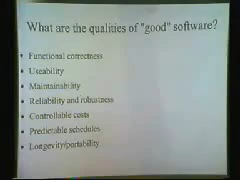 What are the qualities of "good" software?
• Functional correctness
• Useability
• Maintainability
• Reliability and robustness
• Controllable costs
• Predictable schedules
• Longevity/portability